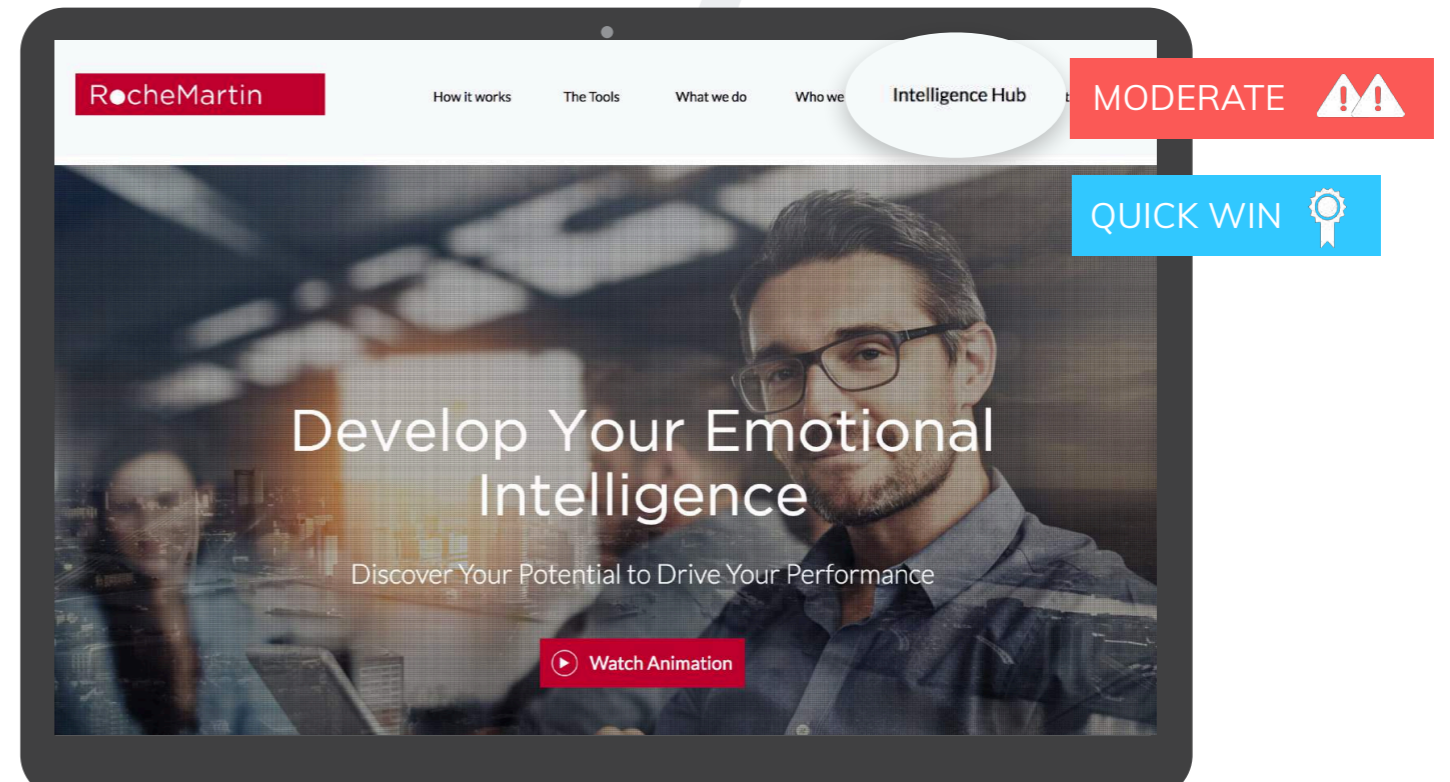 RocheMartin
How it works The Tools What we do Who we Intelligence Hub
MODERATE
QUICK WIN
Develop Your Emotional
Intelligence
Discover Your Potential to Drive Your Performance
Watch Animation